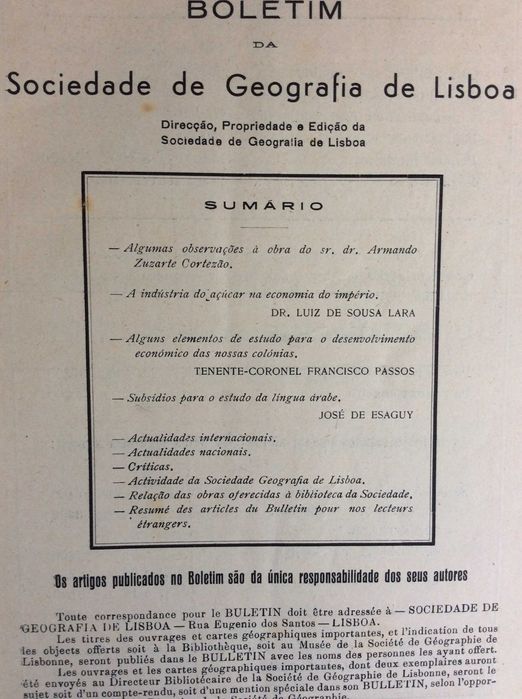 BOLETIM
DA
Sociedade de Geografia de Lisboa
Direcção, Propriedade e Edição da
Sociedade de Geografia de Lisboa
SUMÁRIO
— Algumas observações à obra do sr. dr. Armando
Zuzarte Cortezão.
— A indústria do açúcar na economia do império.
DR. LUIZ DE SOUSA LARA
— Alguns elementos de estudo para o desenvolvimento
económico das nossas colónias.
TENENTE-CORONEL FRANCISCO PASSOS
— Subsídios para o estudo da língua árabe.
JOSÉ DE ESAGUY
— Actualidades internacionais.
— Actualidades nacionais.
— Críticas.
— Actividade da Sociedade Geografia de Lisboa.
— Relação das obras oferecidas à biblioteca da Sociedade.
— Resumé des articles du Bulletin pour nos lecteurs
étrangers.
Os artigos publicados no Boletim são da única responsabilidade dos seus autores
Toute correspondance pour le BULETIN doit être adressée à — SOCIEDADE DE
GEOGRAFIA DE LISBOA — Rua Eugenio dos Santos — LISBOA.
Les titres des ouvrages et cartes géographiques importantes, et l'indication de tous
les objects offerts soit à la Bibliothèque, soit au Musée de la Société de Géographie de
Lisbonne, seront publiés dans le BULLETIN avec les noms des personnes les ayant offert.
Les ouvrages et les cartes géographiques importantes, dont deux exemplaires auront
été envoyés au Directeur Bibliotécaire de la Société de Géographie de Lisbonne, seront le
sujet soit d'un compte-rendu, soit d'une mention spéciale dans son BULLETIN, selon l'oppor-
la Société de Géographie.